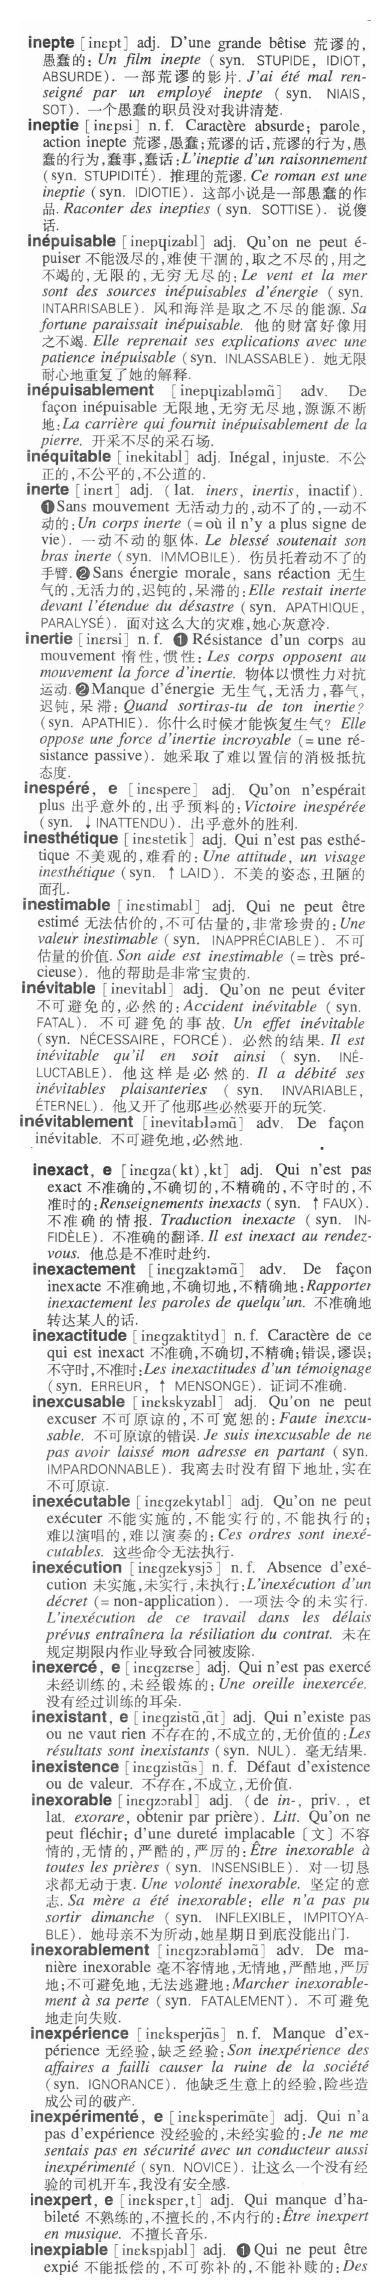 inepte [inɛpt] adj. D'une grande bêtise 荒谬的,
愚蠢的: Un film inepte ( syn. STUPIDE, IDIOT,
ABSURDE). 一部荒谬的影片. J'ai été mal ren-
seigné par un employé inepte ( syn. NIAIS,
SOT). 一个愚蠢的职员没对我讲清楚.
ineptie [inɛpsi] n. f. Caractère absurde; parole,
action inepte 荒谬,愚蠢;荒谬的话,荒谬的行为,愚
蠢的行为,蠢事,蠢话:L'ineptie d'un raisonnement
(syn. STUPIDITÉ). 推理的荒谬. Ce roman est une
ineptie (syn. IDIOTIE). 这部小说是一部愚蠢的作
品. Raconter des inepties (syn. SOTTISE). 说傻
话.
inépuisable [inepɥizabl] adj. Qu'on ne peut é-
puiser 不能汲尽的,难使干涸的,取之不尽的,用之
不竭的,无限的,无穷无尽的: Le vent et la mer
sont des sources inépuisables d'énergie ( syn.
INTARRISABLE). 风和海洋是取之不尽的能源. Sa
fortune paraissait inépuisable. 他的财富好像用
之不竭. Elle reprenait ses explications avec une
patience inépuisable (syn. INLASSABLE). 她无限
耐心地重复了她的解释.
inépuisablement [inepɥizabləmɑ̃] adv. De
façon inépuisable 无限地,无穷无尽地,源源不断
地:La carrière qui fournit inépuisablement de la
pierre. 开采不尽的采石场.
inéquitable [inekitabl] adj. Inégal, injuste. 不公
正的,不公平的,不公道的.
inerte [inɛrt] adj. ( lat. iners, inertis, inactif).
❶Sans mouvement 无活动力的,动不了的,一动不
动的: Un corps inerte (=où il n'y a plus signe de
vie). 一动不动的躯体. Le blessé soutenait son
bras inerte (syn. IMMOBILE). 伤员托着动不了的
手臂. ❷Sans énergie morale, sans réaction 无生
气的,无活力的,迟钝的,呆滞的: Elle restait inerte
devant l'étendue du désastre (syn. APATHIQUE,
PARALYSÉ). 面对这么大的灾难,她心灰意冷.
inertie [inɛrsi] n. f. ❶ Résistance d'un corps au
mouvement 惰性,惯性: Les corps opposent au
mouvement la force d'inertie. 物体以惯性力对抗
运动. ❷Manque d'énergie 无生气,无活力,暮气,
迟钝,呆滞: Quand sortiras-tu de ton inertie?
(syn. APATHIE). 你什么时候才能恢复生气? Elle
oppose une force d'inertie incroyable (= une ré-
sistance passive). 她采取了难以置信的消极抵抗
态度.
inespéré, e [inɛspere] adj. Qu'on n'espérait
plus 出乎意外的,出乎预料的: Victoire inespérée
(syn. ↓INATTENDU). 出乎意外的胜利.
inesthétique [inɛstetik] adj. Qui n'est pas esthé-
tique 不美观的,难看的: Une attitude, un visage
inesthétique (syn. ↑LAID). 不美的姿态,丑陋的
面孔.
inestimable [inɛstimabl] adj. Qui ne peut être
estimé 无法估价的,不可估量的,非常珍贵的: Une
valeur inestimable ( syn. INAPPRÉCIABLE). 不可
估量的价值. Son aide est inestimable (= très pré-
cieuse). 他的帮助是非常宝贵的.
inévitable [inevitabl] adj. Qu'on ne peut éviter
不可避免的,必然的: Accident inévitable ( syn.
FATAL). 不可避免的事故. Un effet inévitable
(syn. NÉCESSAIRE, FORCÉ). 必然的结果. Il est
inévitable qu'il en soit ainsi ( syn. INÉ-
LUCTABLE). 他这样是必然的. Il a débité ses
inévitables plaisanteries ( syn. INVARIABLE,
ÉTERNEL). 他又开了他那些必然要开的玩笑.
inévitablement [inevitabləmɑ̃] adv. De façon
inévitable. 不可避免地,必然地.
inexact, e [inɛgza(kt),kt] adj. Qui n'est pas
exact 不准确的,不确切的,不精确的,不守时的,不
准时的:Renseignements inexacts (syn. ↑FAUX).
不准确的情报. Traduction inexacte ( syn. IN-
FIDÈLE). 不准确的翻译. Il est inexact au rendez-
vous. 他总是不准时赴约.
inexactement [inɛgzaktəmɑ̃] adv. De façon
inexacte 不准确地,不确切地,不精确地:Rapporter
inexactement les paroles de quelqu'un. 不准确地
转达某人的话.
inexactitude [inɛgzaktityd] n. f. Caractère de ce
qui est inexact 不准确,不确切,不精确;错误,谬误;
不守时,不准时;Les inexactitudes d'un témoignage
(syn. ERREUR, ↑ MENSONGE). 证词不准确.
inexcusable [inɛkskyzabl] adj. Qu'on ne peut
excuser 不可原谅的,不可宽恕的: Faute inexcu-
sable. 不可原谅的错误. Je suis inexcusable de ne
pas avoir laissé mon adresse en partant ( syn.
IMPARDONNABLE). 我离去时没有留下地址,实在
不可原谅.
inexécutable [inɛgzekytabl] adj. Qu'on ne peut
exécuter 不能实施的,不能实行的,不能执行的;
难以演唱的,难以演奏的: Ces ordres sont inexé-
cutables. 这些命令无法执行.
inexécution [inɛgzekysjɔ̃] n. f. Absence d'exé-
cution 未实施,未实行,未执行:L'inexécution d'un
décret (= non-application). 一项法令的未实行.
L'inexécution de ce travail dans les délais
prévus entraînera la résiliation du contrat. 未在
规定期限内作业导致合同被废除.
inexercé, e [inɛgzɛrse] adj. Qui n'est pas exercé
未经训练的,未经锻炼的: Une oreille inexercée.
没有经过训练的耳朵.
inexistant, e [inɛgzistɑ̃,ɑ̃t] adj. Qui n'existe pas
ou ne vaut rien 不存在的,不成立的,无价值的:Les
résultats sont inexistants (syn. NUL). 毫无结果.
inexistence [inɛgzistɑ̃s] n. f. Défaut d'existence
ou de valeur. 不存在,不成立,无价值.
inexorable [inɛgzɔrabl] adj. ( de in-, priv. , et
lat. exorare, obtenir par prière). Litt. Qu'on ne
peut fléchir; d'une dureté implacable 〔文〕不容
情的,无情的,严酷的,严厉的: Être inexorable à
toutes les prières (syn. INSENSIBLE). 对一切恳
求都无动于衷. Une volonté inexorable. 坚定的意
志. Sa mère a été inexorable: elle n'a pas pu
sortir dimanche ( syn. INFLEXIBLE, IMPITOYA-
BLE). 她母亲不为所动,她星期日到底没能出门.
inexorablement [inɛgzɔrabləmɑ̃] adv. De ma-
nière inexorable 毫不容情地,无情地,严酷地,严厉
地;不可避免地,无法逃避地: Marcher inexorable-
ment à sa perte (syn. FATALEMENT). 不可避免
地走向失败.
inexpérience [inɛksperjɑ̃s] n. f. Manque d'ex-
périence 无经验,缺乏经验: Son inexpérience des
affaires a failli causer la ruine de la société
(syn. IGNORANCE). 他缺乏生意上的经验,险些造
成公司的破产.
inexpérimenté, e [inɛksperimɑ̃te] adj. Qui n'a
pas d'expérience 没经验的,未经实验的: Je ne me
sentais pas en sécurité avec un conducteur aussi
inexpérimenté (syn. NOVICE). 让这么一个没有经
验的司机开车,我没有安全感.
inexpert, e [inɛkspɛr,t] adj. Qui manque d'ha-
bileté 不熟练的,不擅长的,不内行的: Être inexpert
en musique. 不擅长音乐.
inexpiable [inɛkspjabl] adj. ❶ Qui ne peut être
expié 不能抵偿的,不可弥补的,不能补赎的: Des